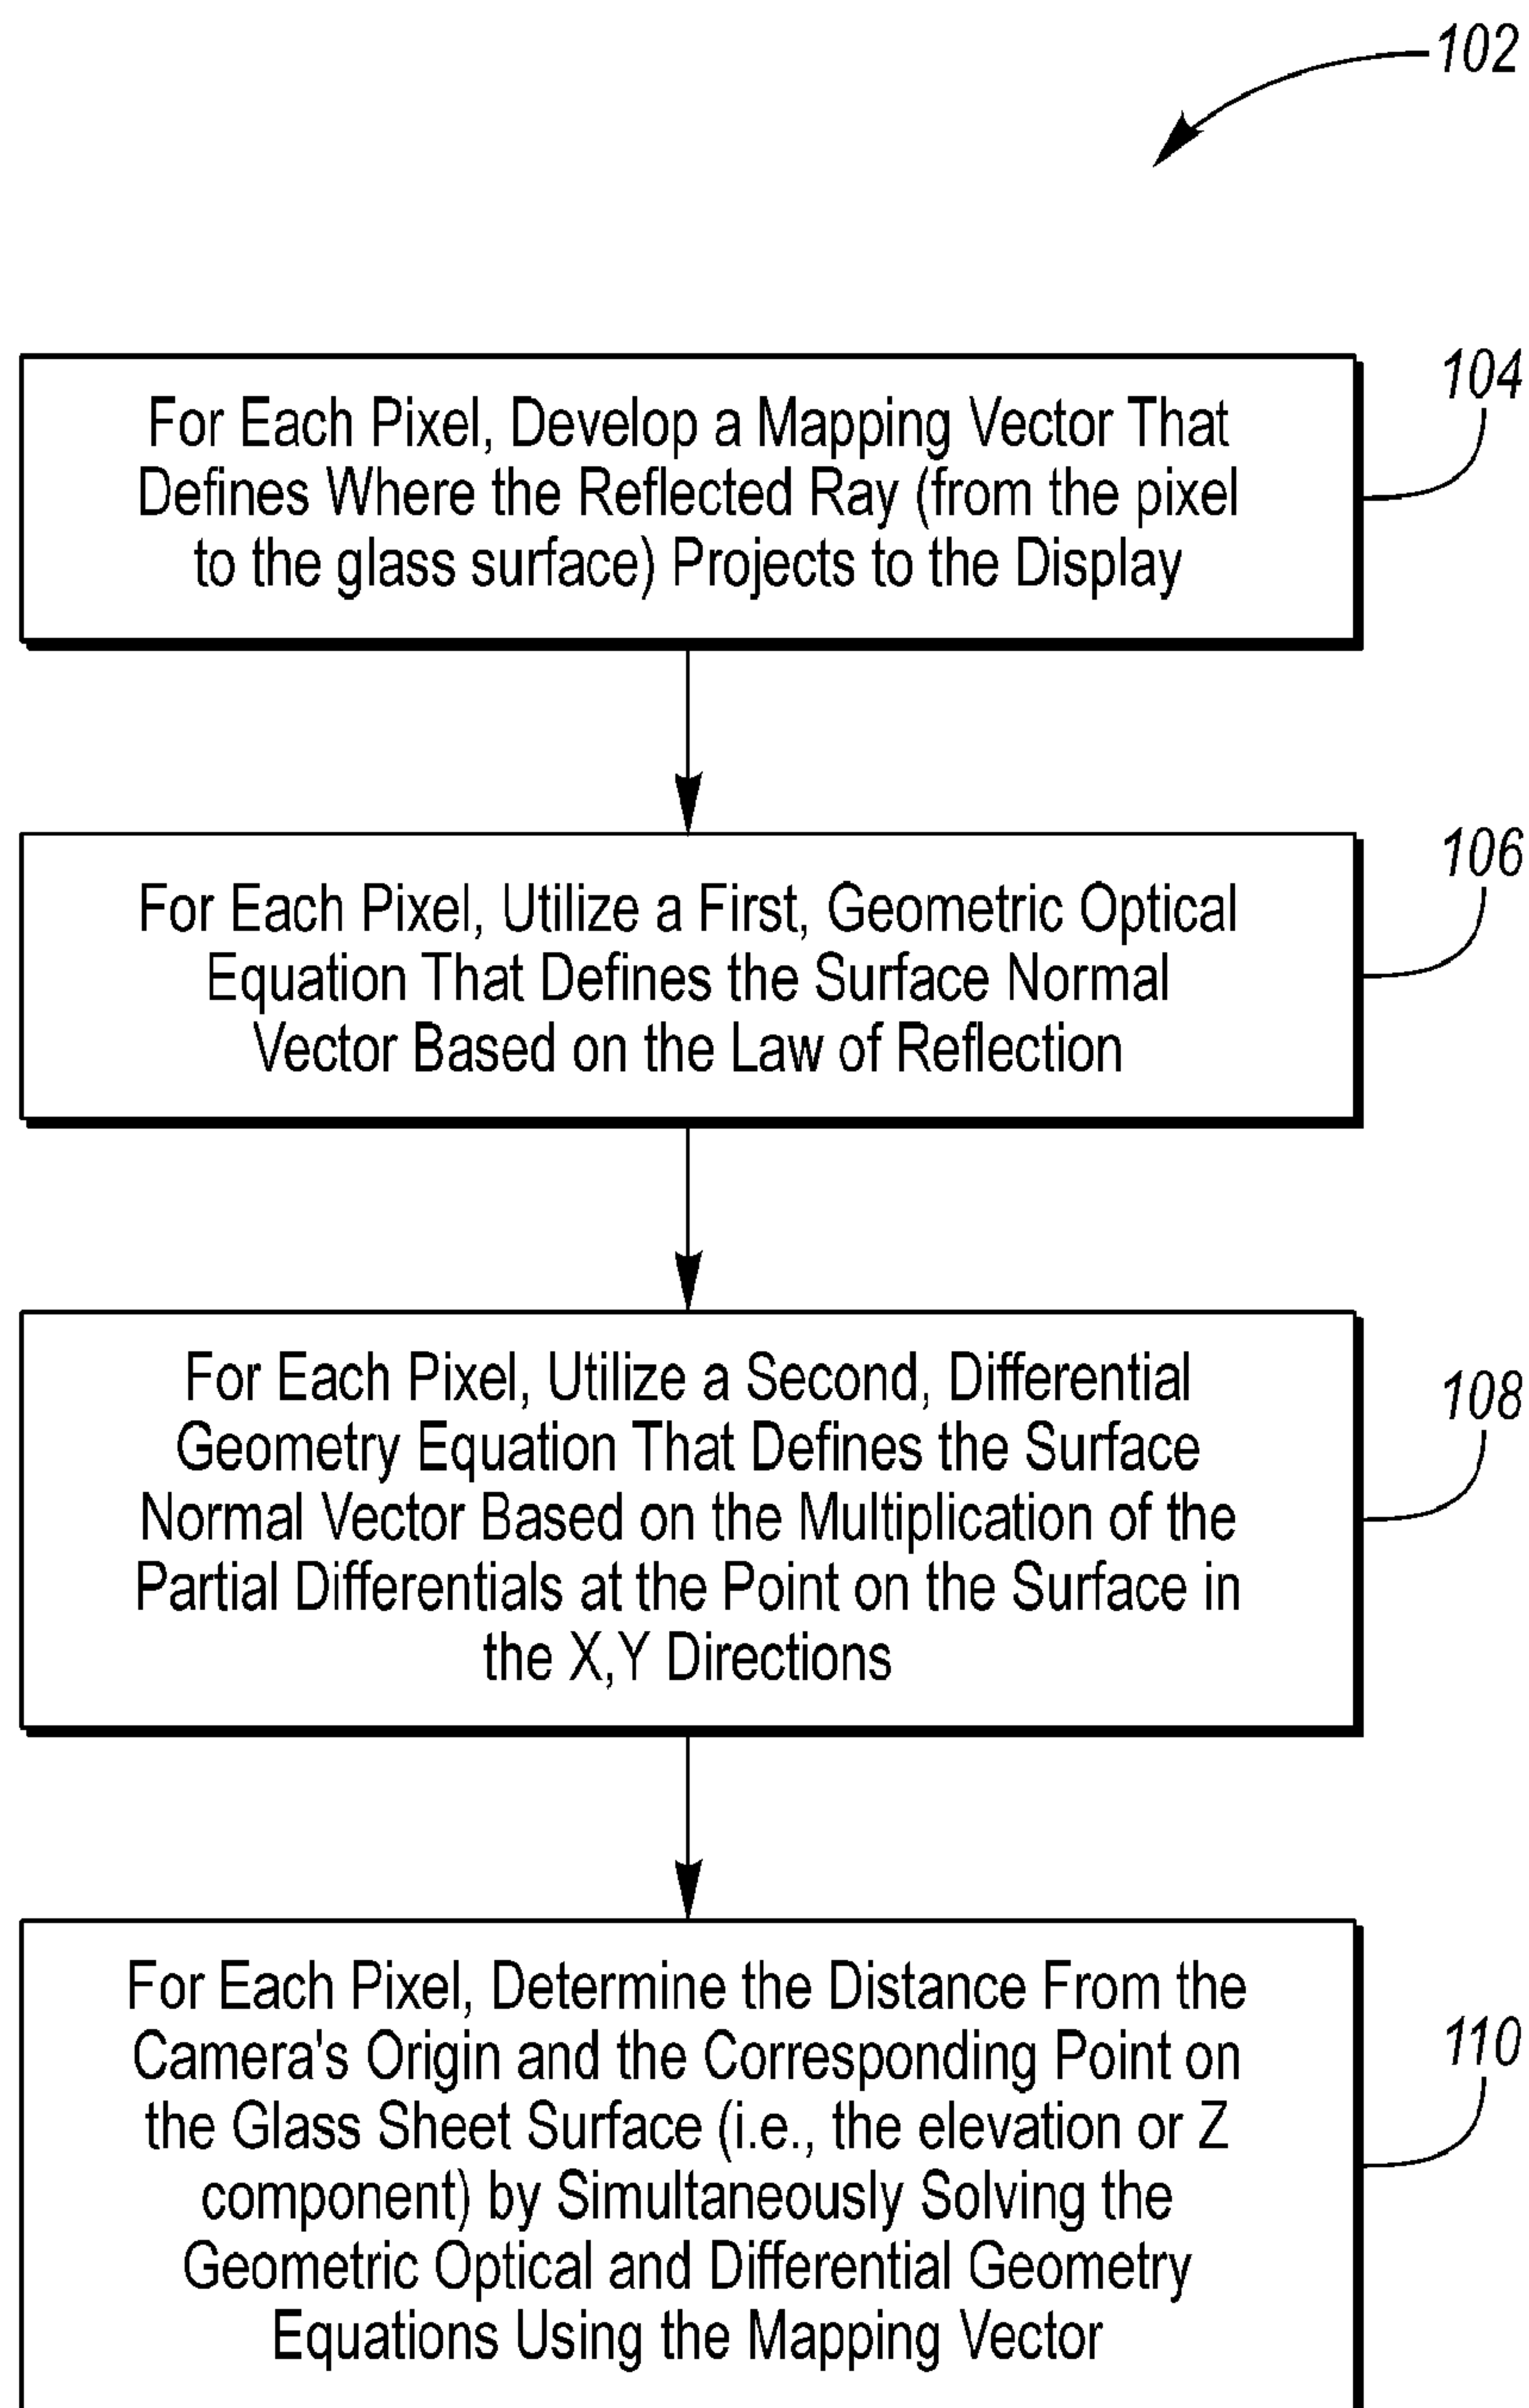 102
104
For Each Pixel, Develop a Mapping Vector That
Defines Where the Reflected Ray (from the pixel
to the glass surface) Projects to the Display
106
For Each Pixel, Utilize a First, Geometric Optical
Equation That Defines the Surface Normal
Vector Based on the Law of Reflection
108
For Each Pixel, Utilize a Second, Differential
Geometry Equation That Defines the Surface
Normal Vector Based on the Multiplication of the
Partial Differentials at the Point on the Surface in
the X,Y Directions
110
For Each Pixel, Determine the Distance From the
Camera's Origin and the Corresponding Point on
the Glass Sheet Surface (i.e., the elevation or Z
component) by Simultaneously Solving the
Geometric Optical and Differential Geometry
Equations Using the Mapping Vector